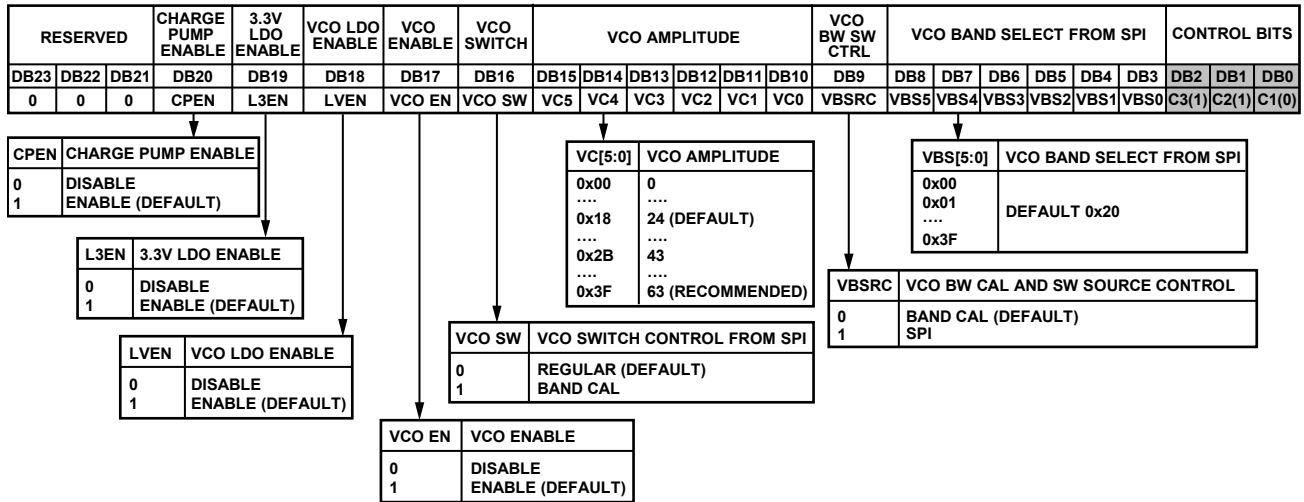 RESERVED CHARGE PUMP ENABLE 3.3V LDO ENABLE VCO LDO ENABLE VCO ENABLE VCO SWITCH VCO AMPLITUDE VCO BW SW CTRL VCO BAND SELECT FROM SPI CONTROL BITS
DB23 DB22 DB21 DB20 DB19 DB18 DB17 DB16 DB15 DB14 DB13 DB12 DB11 DB10 DB9 DB8 DB7 DB6 DB5 DB4 DB3 DB2 DB1 DB0
0 0 0 CPEN L3EN LVEN VCO EN VCO SW VC5 VC4 VC3 VC2 VC1 VC0 VBSRC VBS5 VBS4 VBS3 VBS2 VBS1 VBS0 C3(1) C2(1) C1(0)
CPEN CHARGE PUMP ENABLE
0 DISABLE
1 ENABLE (DEFAULT)
L3EN 3.3V LDO ENABLE
0 DISABLE
1 ENABLE (DEFAULT)
LVEN VCO LDO ENABLE
0 DISABLE
1 ENABLE (DEFAULT)
VCO EN VCO ENABLE
0 DISABLE
1 ENABLE (DEFAULT)
VCO SW VCO SWITCH CONTROL FROM SPI
0 REGULAR (DEFAULT)
1 BAND CAL
VC[5:0] VCO AMPLITUDE
0x00 0
.... ....
0x18 24 (DEFAULT)
.... ....
0x2B 43
.... ....
0x3F 63 (RECOMMENDED)
VBSRC VCO BW CAL AND SW SOURCE CONTROL
0 BAND CAL (DEFAULT)
1 SPI
VBS[5:0] VCO BAND SELECT FROM SPI
0x00
0x01
....
0x3F
DEFAULT 0x20